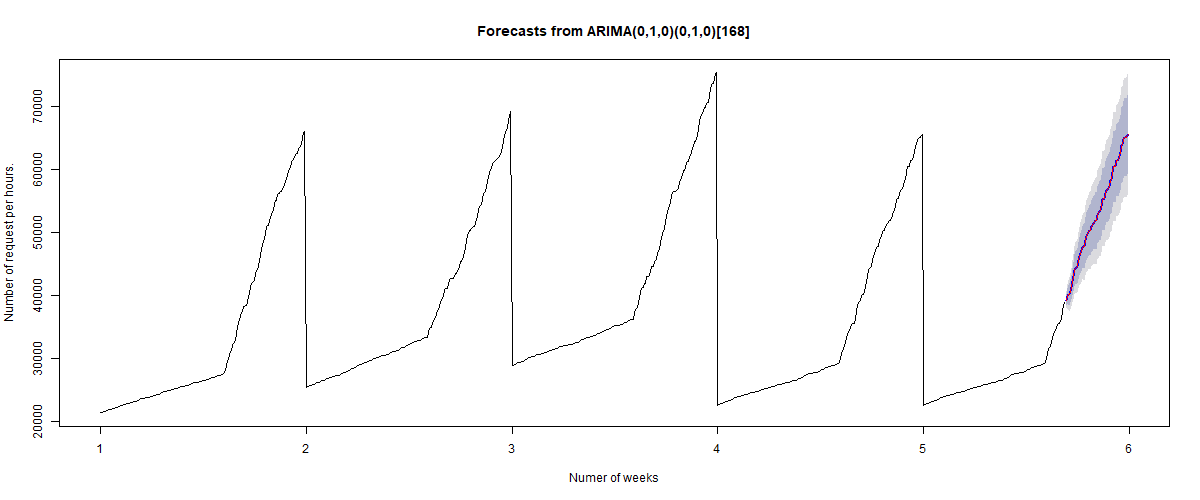 Forecasts from ARIMA(0,1,0)(0,1,0)[168]
Number of request per hours.
70000
60000
50000
40000
30000
20000
1 2 3 4 5 6
Numer of weeks